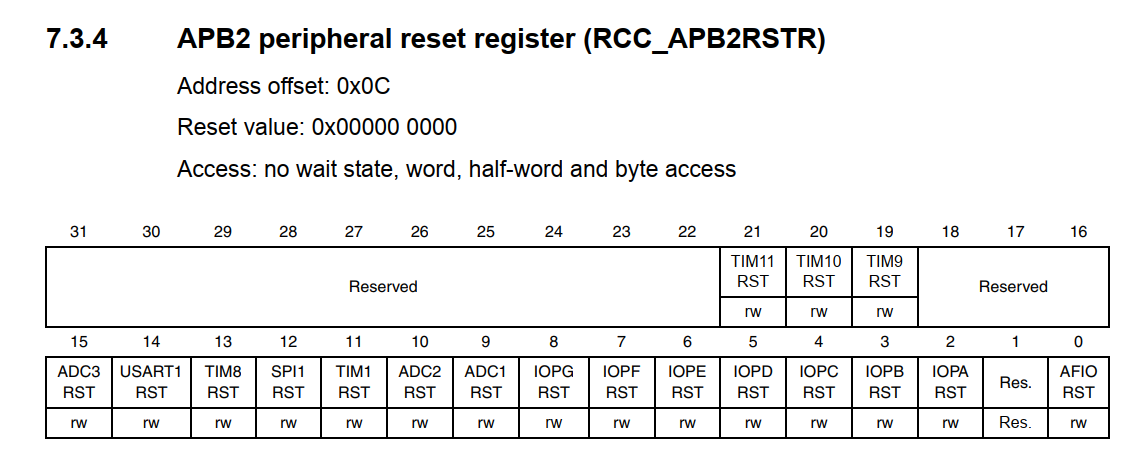 7.3.4 APB2 peripheral reset register (RCC_APB2RSTR)
Address offset: 0x0C
Reset value: 0x00000 0000
Access: no wait state, word, half-word and byte access
31 30 29 28 27 26 25 24 23 22 21 20 19 18 17 16
Reserved TIM11 RST TIM10 RST TIM9 RST Reserved
rw rw rw
15 14 13 12 11 10 9 8 7 6 5 4 3 2 1 0
ADC3 RST USART1 RST TIM8 RST SPI1 RST TIM1 RST ADC2 RST ADC1 RST IOPG RST IOPF RST IOPE RST IOPD RST IOPC RST IOPB RST IOPA RST Res. AFIO RST
rw rw rw rw rw rw rw rw rw rw rw rw rw rw Res. rw